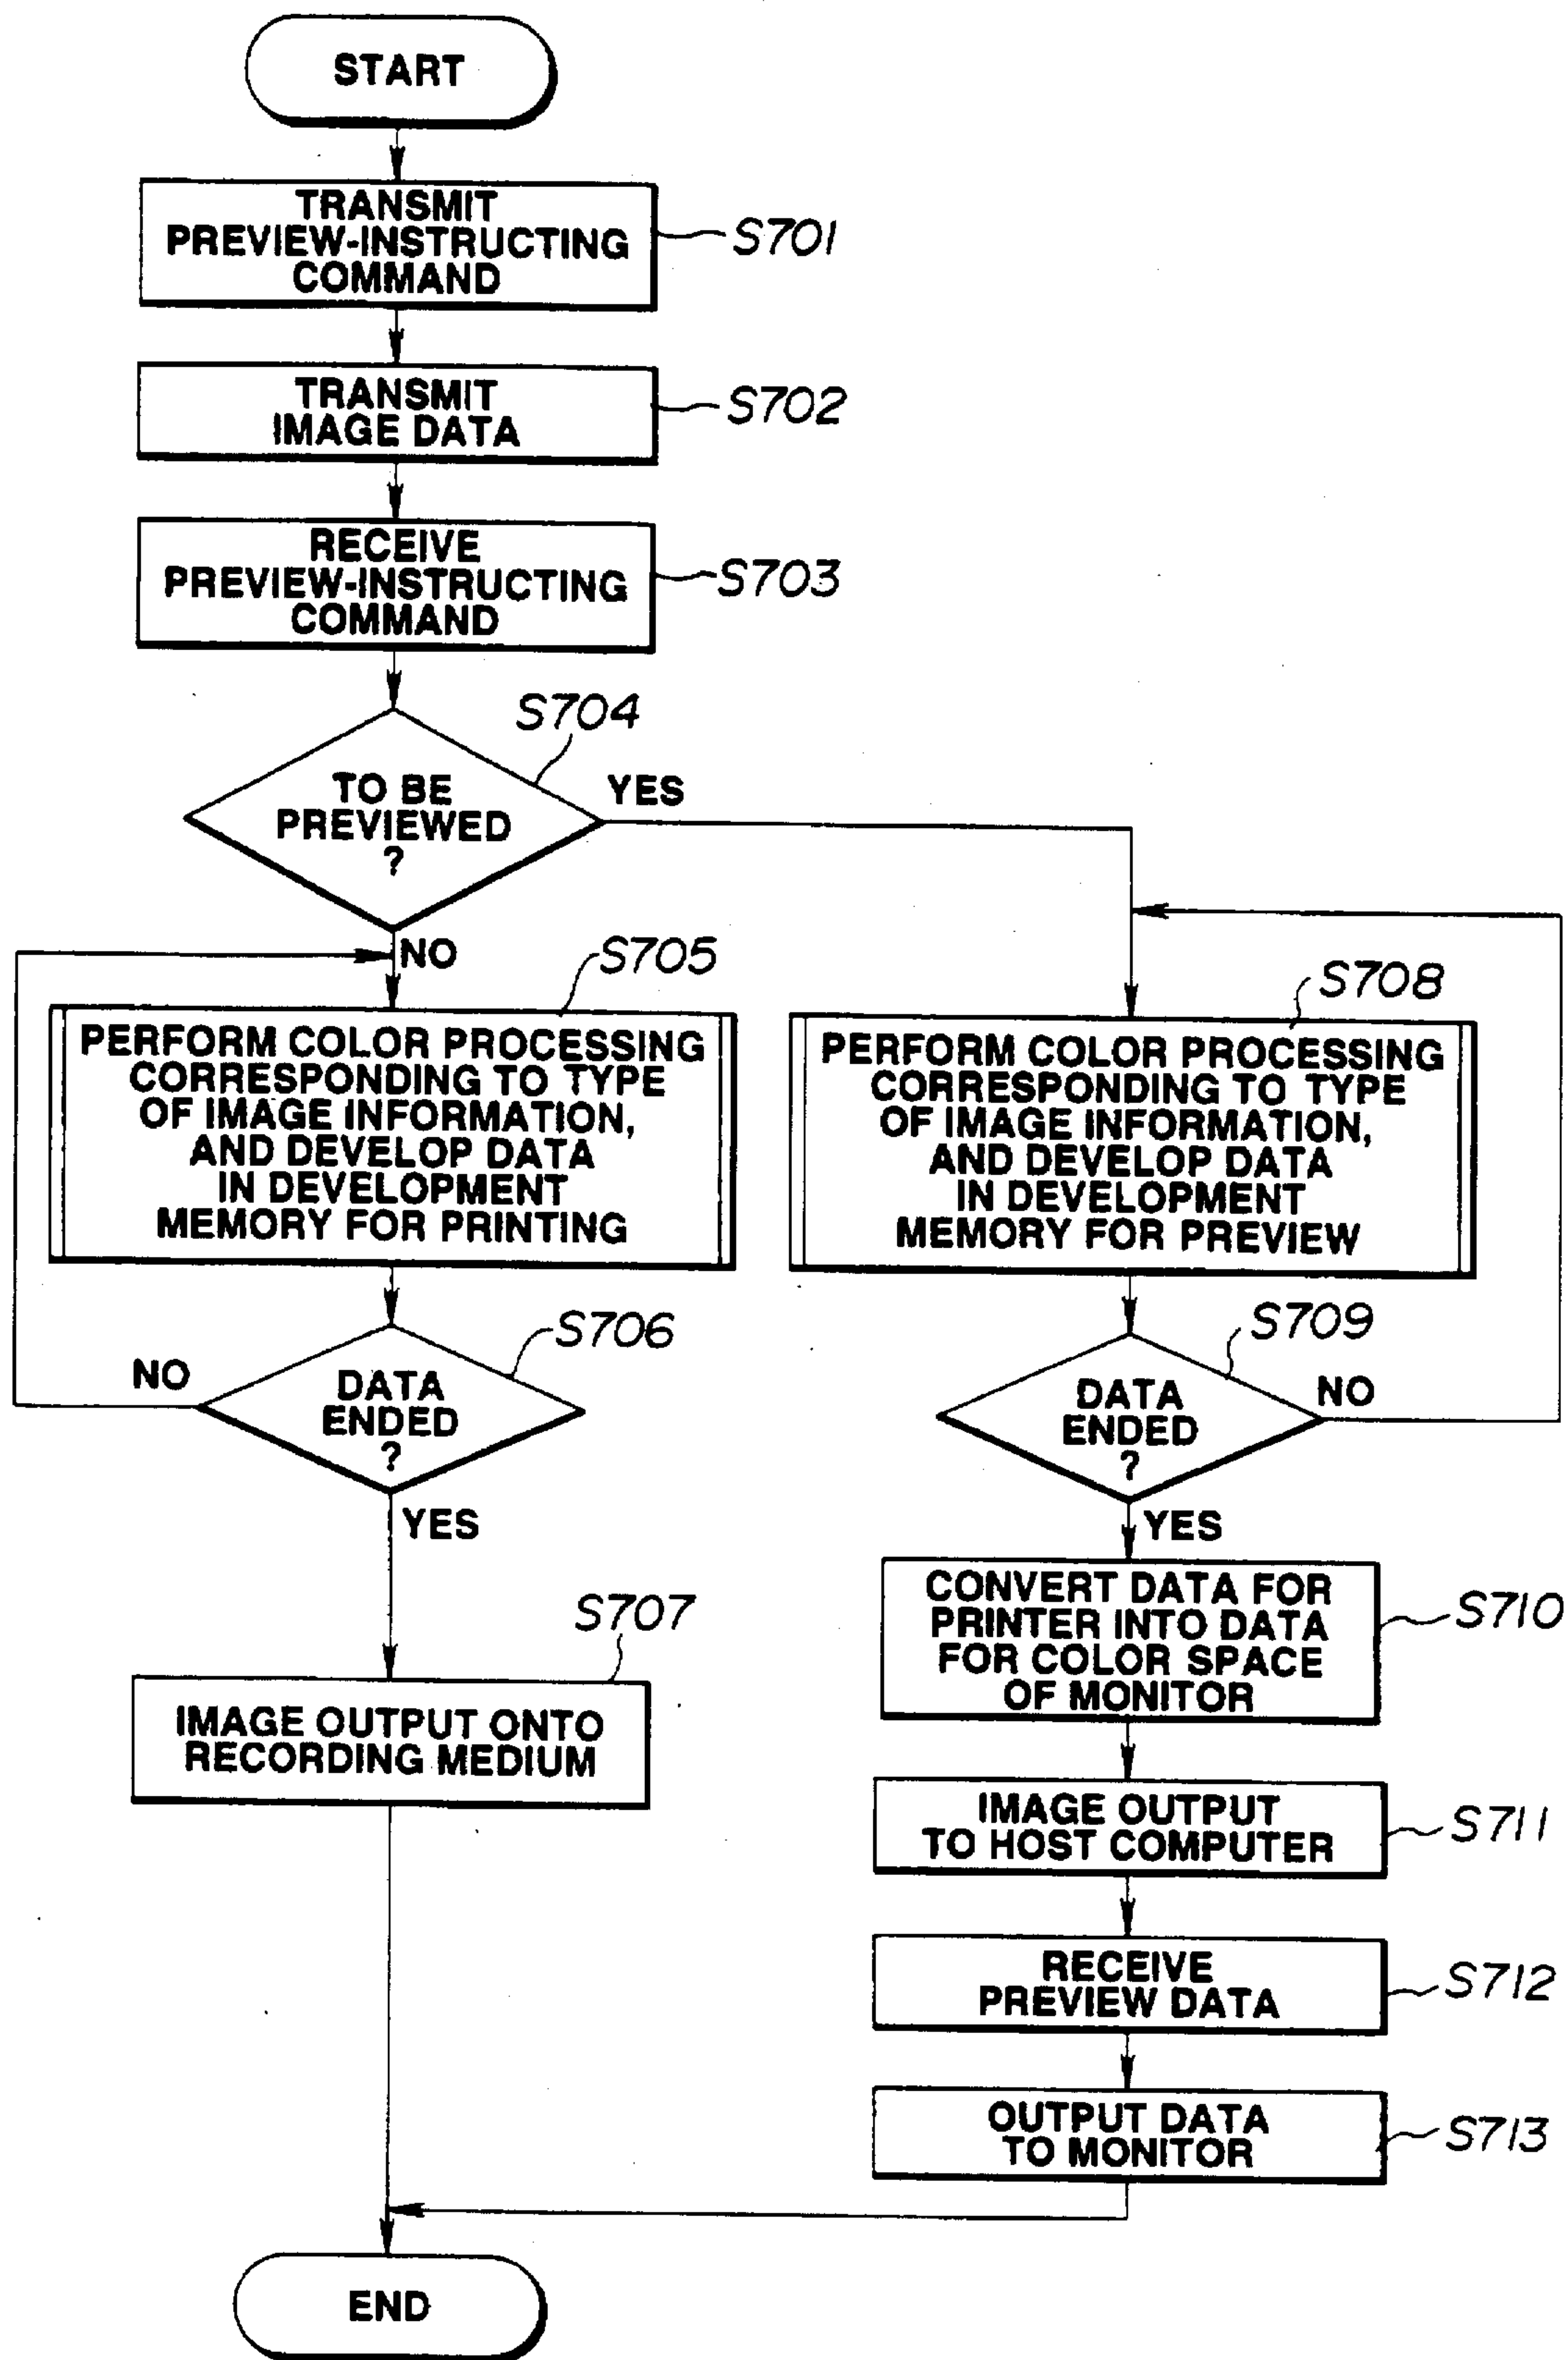 START
TRANSMIT
PREVIEW-INSTRUCTING
COMMAND
S701
TRANSMIT
IMAGE DATA
S702
RECEIVE
PREVIEW-INSTRUCTING
COMMAND
S703
S704
TO BE
PREVIEWED
?
YES
NO
S705
PERFORM COLOR PROCESSING
CORRESPONDING TO TYPE
OF IMAGE INFORMATION,
AND DEVELOP DATA
IN DEVELOPMENT
MEMORY FOR PRINTING
S708
PERFORM COLOR PROCESSING
CORRESPONDING TO TYPE
OF IMAGE INFORMATION,
AND DEVELOP DATA
IN DEVELOPMENT
MEMORY FOR PREVIEW
S706
NO
DATA
ENDED
?
YES
S709
DATA
ENDED
?
NO
YES
S707
IMAGE OUTPUT ONTO
RECORDING MEDIUM
CONVERT DATA FOR
PRINTER INTO DATA
FOR COLOR SPACE
OF MONITOR
S710
IMAGE OUTPUT
TO HOST COMPUTER
S711
RECEIVE
PREVIEW DATA
S712
OUTPUT DATA
TO MONITOR
S713
END